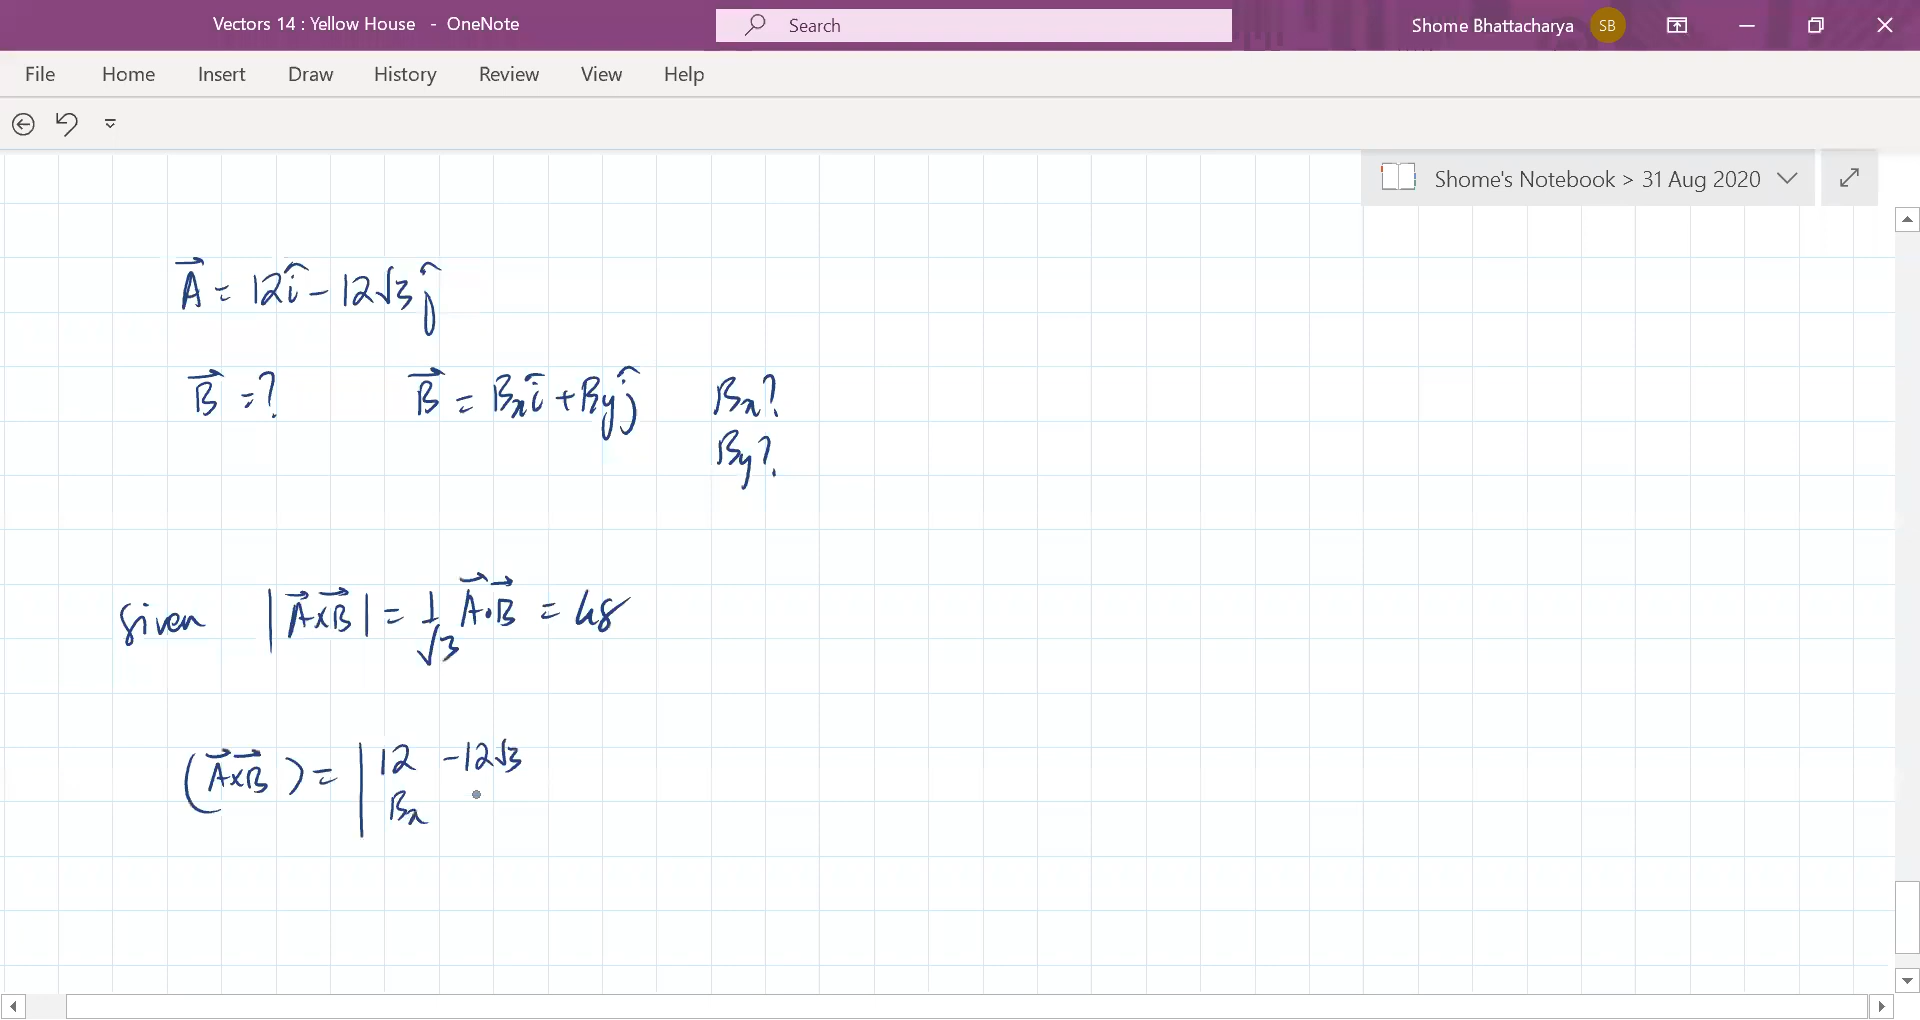 Vectors 14 : Yellow House - OneNote
Search
Shome Bhattacharya SB
File Home Insert Draw History Review View Help
Shome's Notebook > 31 Aug 2020
A⃗ = 12î - 12√3 ĵ
B⃗ = ? B⃗ = Bxî + Byĵ Bx?
By?
given |A⃗×B⃗| = 1/√3 A⃗·B⃗ = 48
(A⃗×B⃗) = | 12 -12√3
Bx